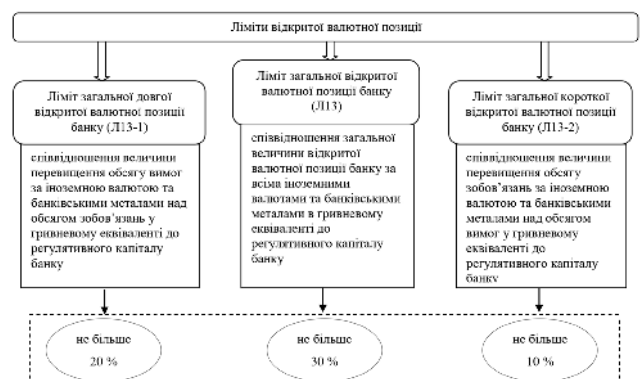 Ліміти відкритої валютної позиції
Ліміт загальної довгої
відкритої валютної позиції
банку (Л13-1)
співвідношення величини
перевищення обсягу вимог
за іноземною валютою та
банківськими металами над
обсягом зобов'язань у
гривневому еквіваленті до
регулятивного капіталу
банку
не більше
20 %
Ліміт загальної відкритої
валютної позиції банку
(Л13)
співвідношення загальної
величини відкритої
валютної позиції банку за
всіма іноземними
валютами та банківськими
металами в гривневому
еквіваленті до
регулятивного капіталу
банку
не більше
30 %
Ліміт загальної короткої
відкритої валютної позиції
банку (Л13-2)
співвідношення величини
перевищення обсягу
зобов'язань за іноземною
валютою та банківськими
металами над обсягом
вимог у гривневому
еквіваленті до
регулятивного капіталу
банку
не більше
10 %